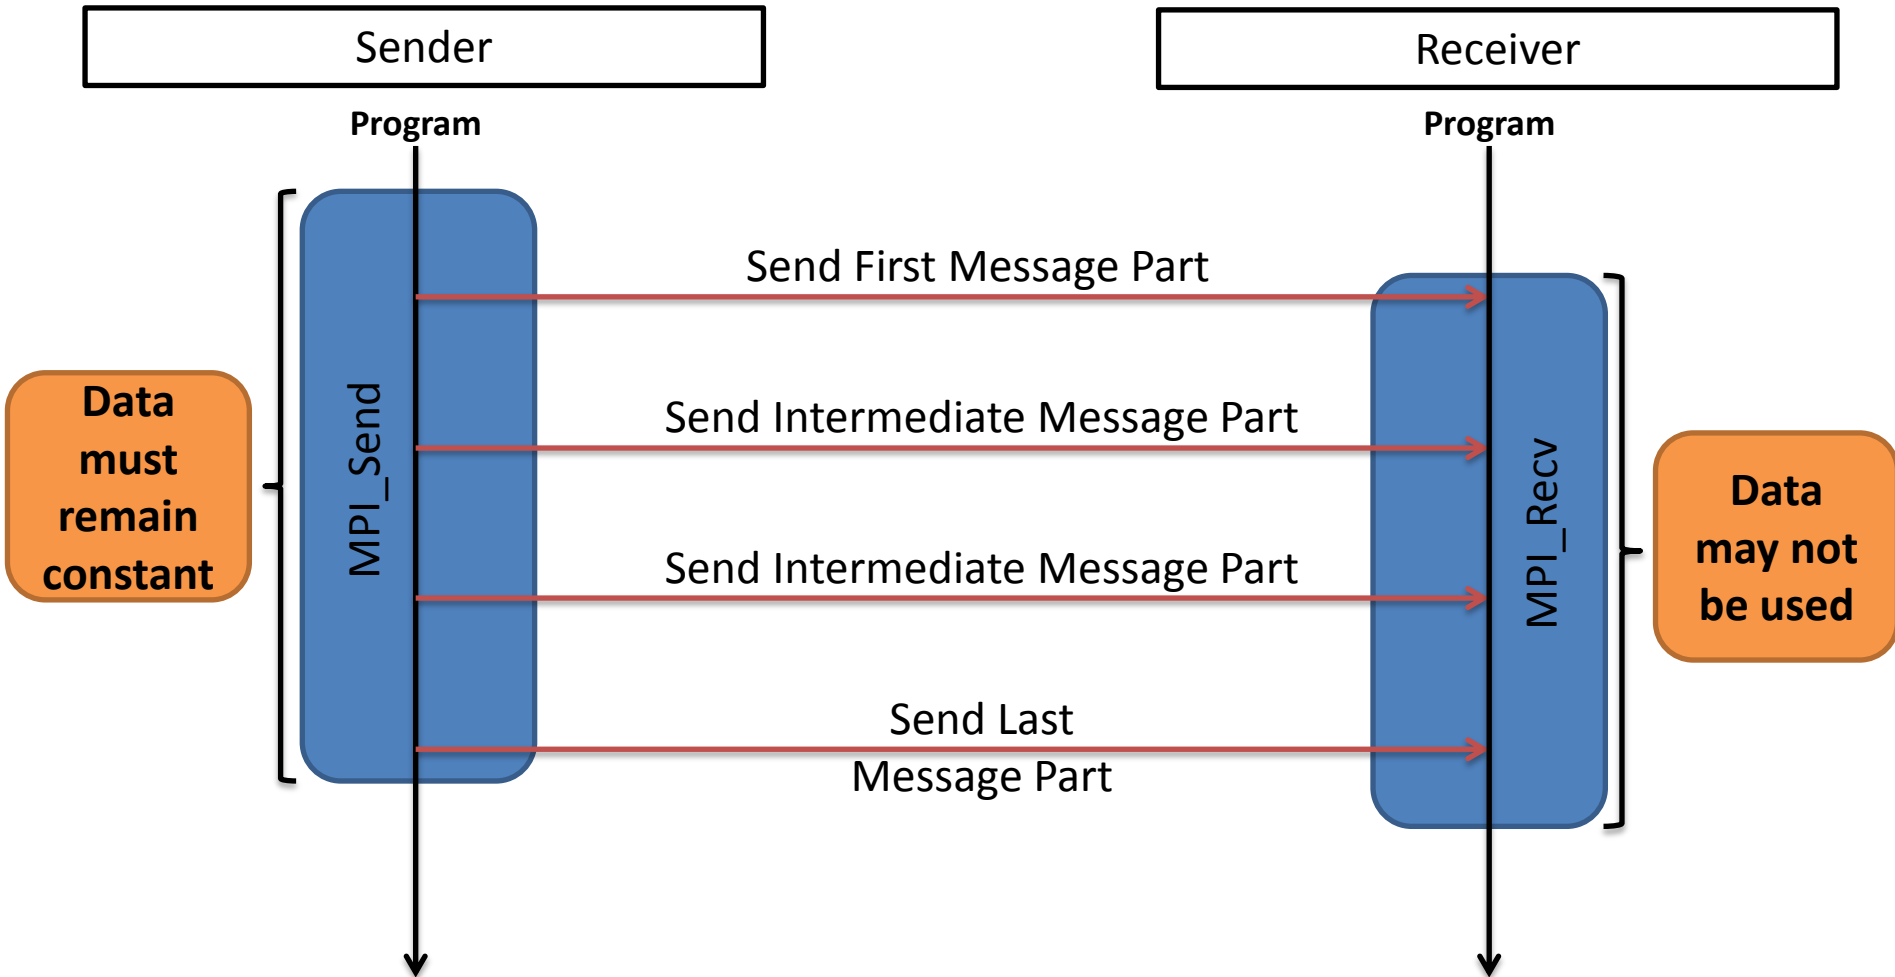 Sender
Receiver
Program
Program
Send First Message Part
Data
must
remain
constant
MPI_Send
Send Intermediate Message Part
MPI_Recv
Data
may not
be used
Send Intermediate Message Part
Send Last
Message Part